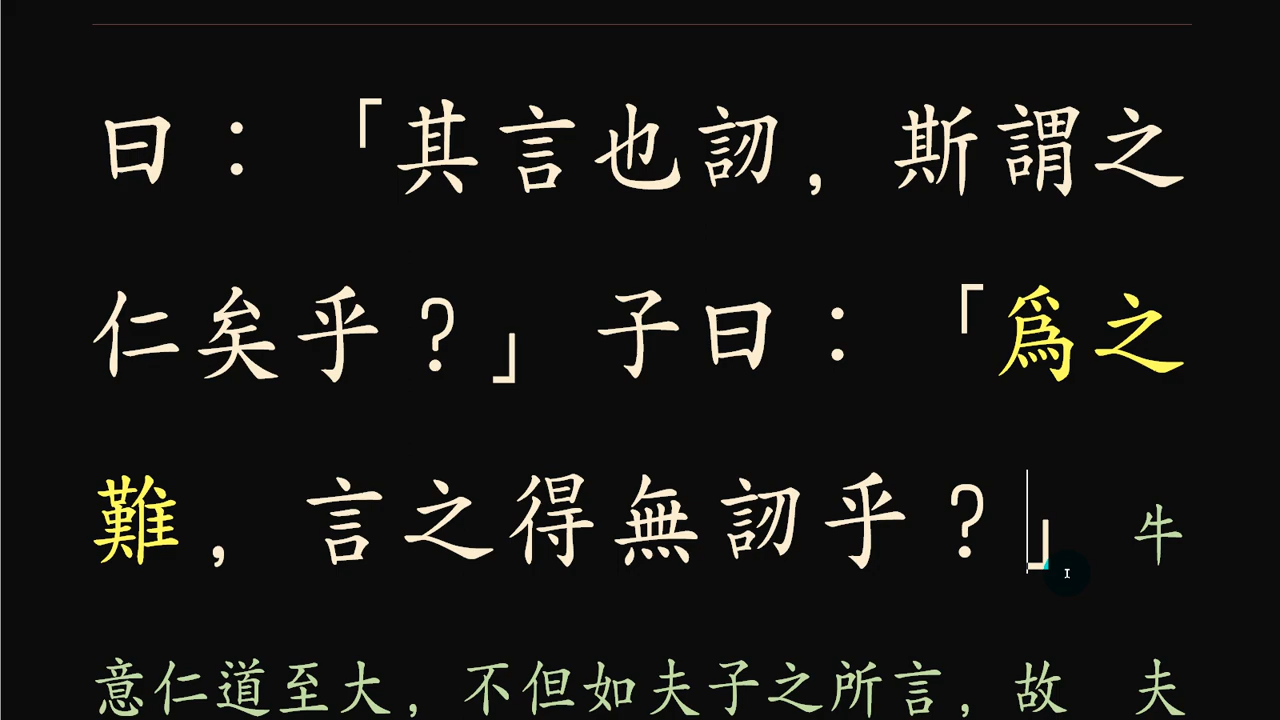 曰：「其言也訒，斯謂之
仁矣乎？」子曰：「爲之
難，言之得無訒乎？」 牛
意仁道至大，不但如夫子之所言，故 夫